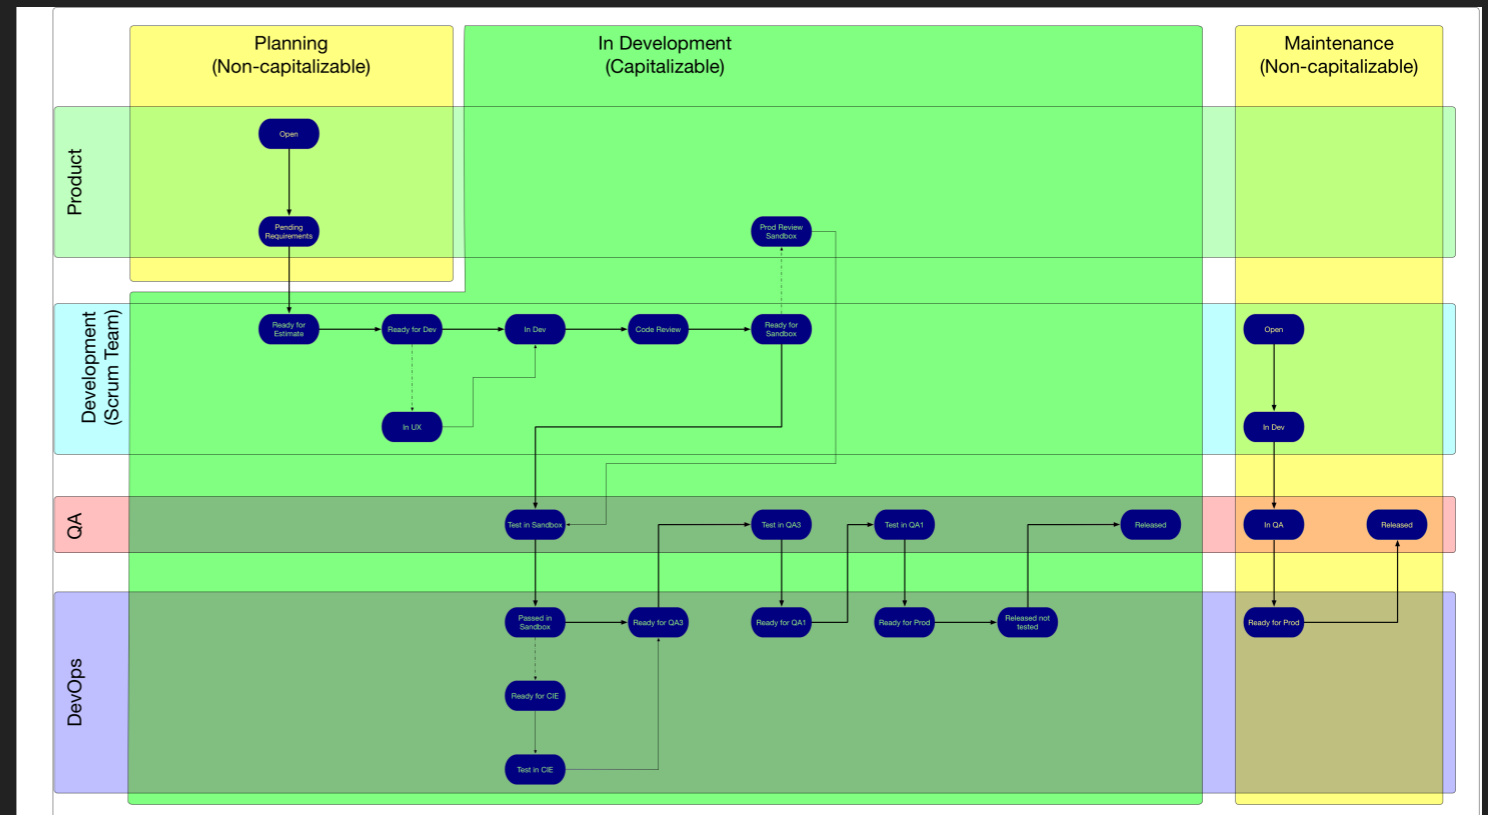 Planning
(Non-capitalizable)
In Development
(Capitalizable)
Maintenance
(Non-capitalizable)
Product
Open
Pending
Requirements
Prod Review
Sandbox
Development
(Scrum Team)
Ready for
Estimate
Ready for Dev
In Dev
Code Review
Ready for
Sandbox
Open
In UX
In Dev
QA
Test in Sandbox
Test in QA3
Test in QA1
Released
In QA
Released
DevOps
Passed in
Sandbox
Ready for QA3
Ready for QA1
Ready for Prod
Released not
tested
Ready for Prod
Ready for CIE
Test in CIE